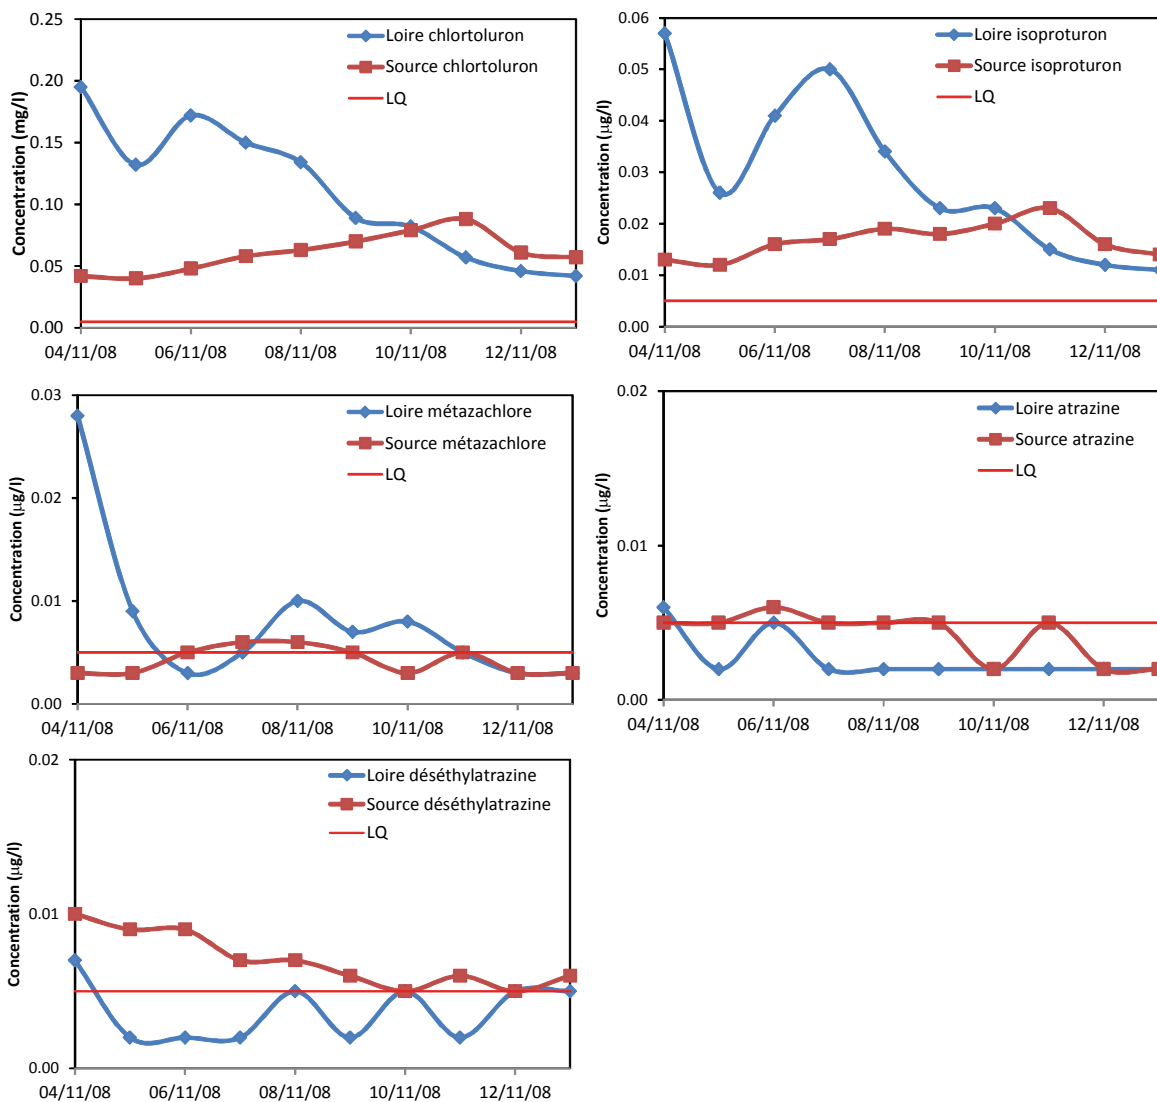 0.25
0.20
0.15
0.10
0.05
0.00
Concentration (mg/l)
Loire chlortoluron
Source chlortoluron
LQ
04/11/08 06/11/08 08/11/08 10/11/08 12/11/08
0.06
0.05
0.04
0.03
0.02
0.01
0.00
Concentration (µg/l)
Loire isoproturon
Source isoproturon
LQ
04/11/08 06/11/08 08/11/08 10/11/08 12/11/08
0.03
0.02
0.01
0.00
Concentration (µg/l)
Loire métazachlore
Source métazachlore
LQ
04/11/08 06/11/08 08/11/08 10/11/08 12/11/08
0.02
0.01
0.00
Concentration (µg/l)
Loire atrazine
Source atrazine
LQ
04/11/08 06/11/08 08/11/08 10/11/08 12/11/08
0.02
0.01
0.00
Concentration (µg/l)
Loire déséthylatrazine
Source déséthylatrazine
LQ
04/11/08 06/11/08 08/11/08 10/11/08 12/11/08